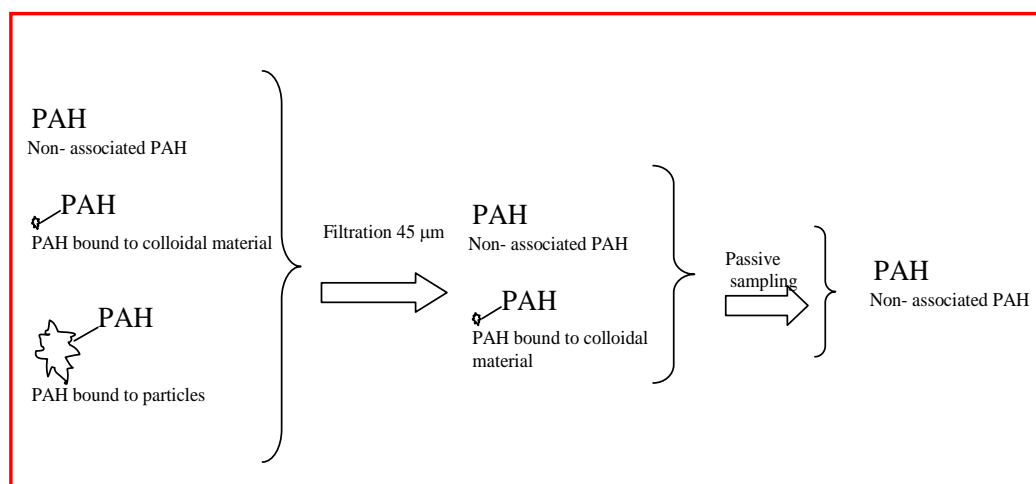 PAH
Non- associated PAH
PAH
PAH bound to colloidal material
PAH
PAH bound to particles
Filtration 45 μm
PAH
Non- associated PAH
PAH
PAH bound to colloidal
material
Passive
sampling
PAH
Non- associated PAH